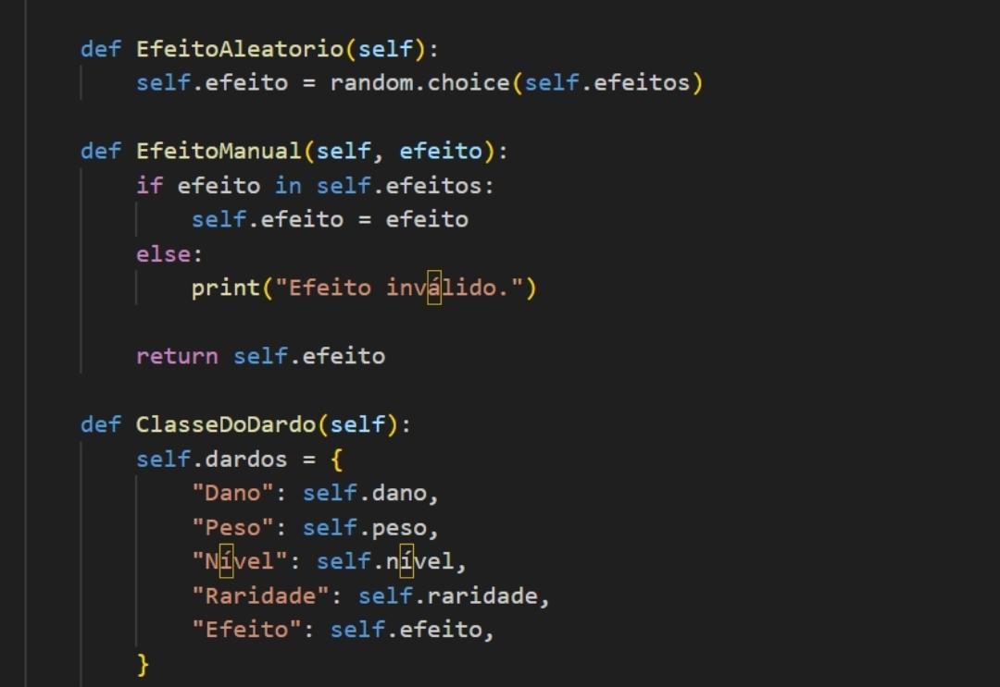 def EfeitoAleatorio(self):
    self.efeito = random.choice(self.efeitos)
def EfeitoManual(self, efeito):
    if efeito in self.efeitos:
        self.efeito = efeito
    else:
        print("Efeito inválido.")
    return self.efeito
def ClasseDoDardo(self):
    self.dardos = {
        "Dano": self.dano,
        "Peso": self.peso,
        "Nível": self.nível,
        "Raridade": self.raridade,
        "Efeito": self.efeito,
    }